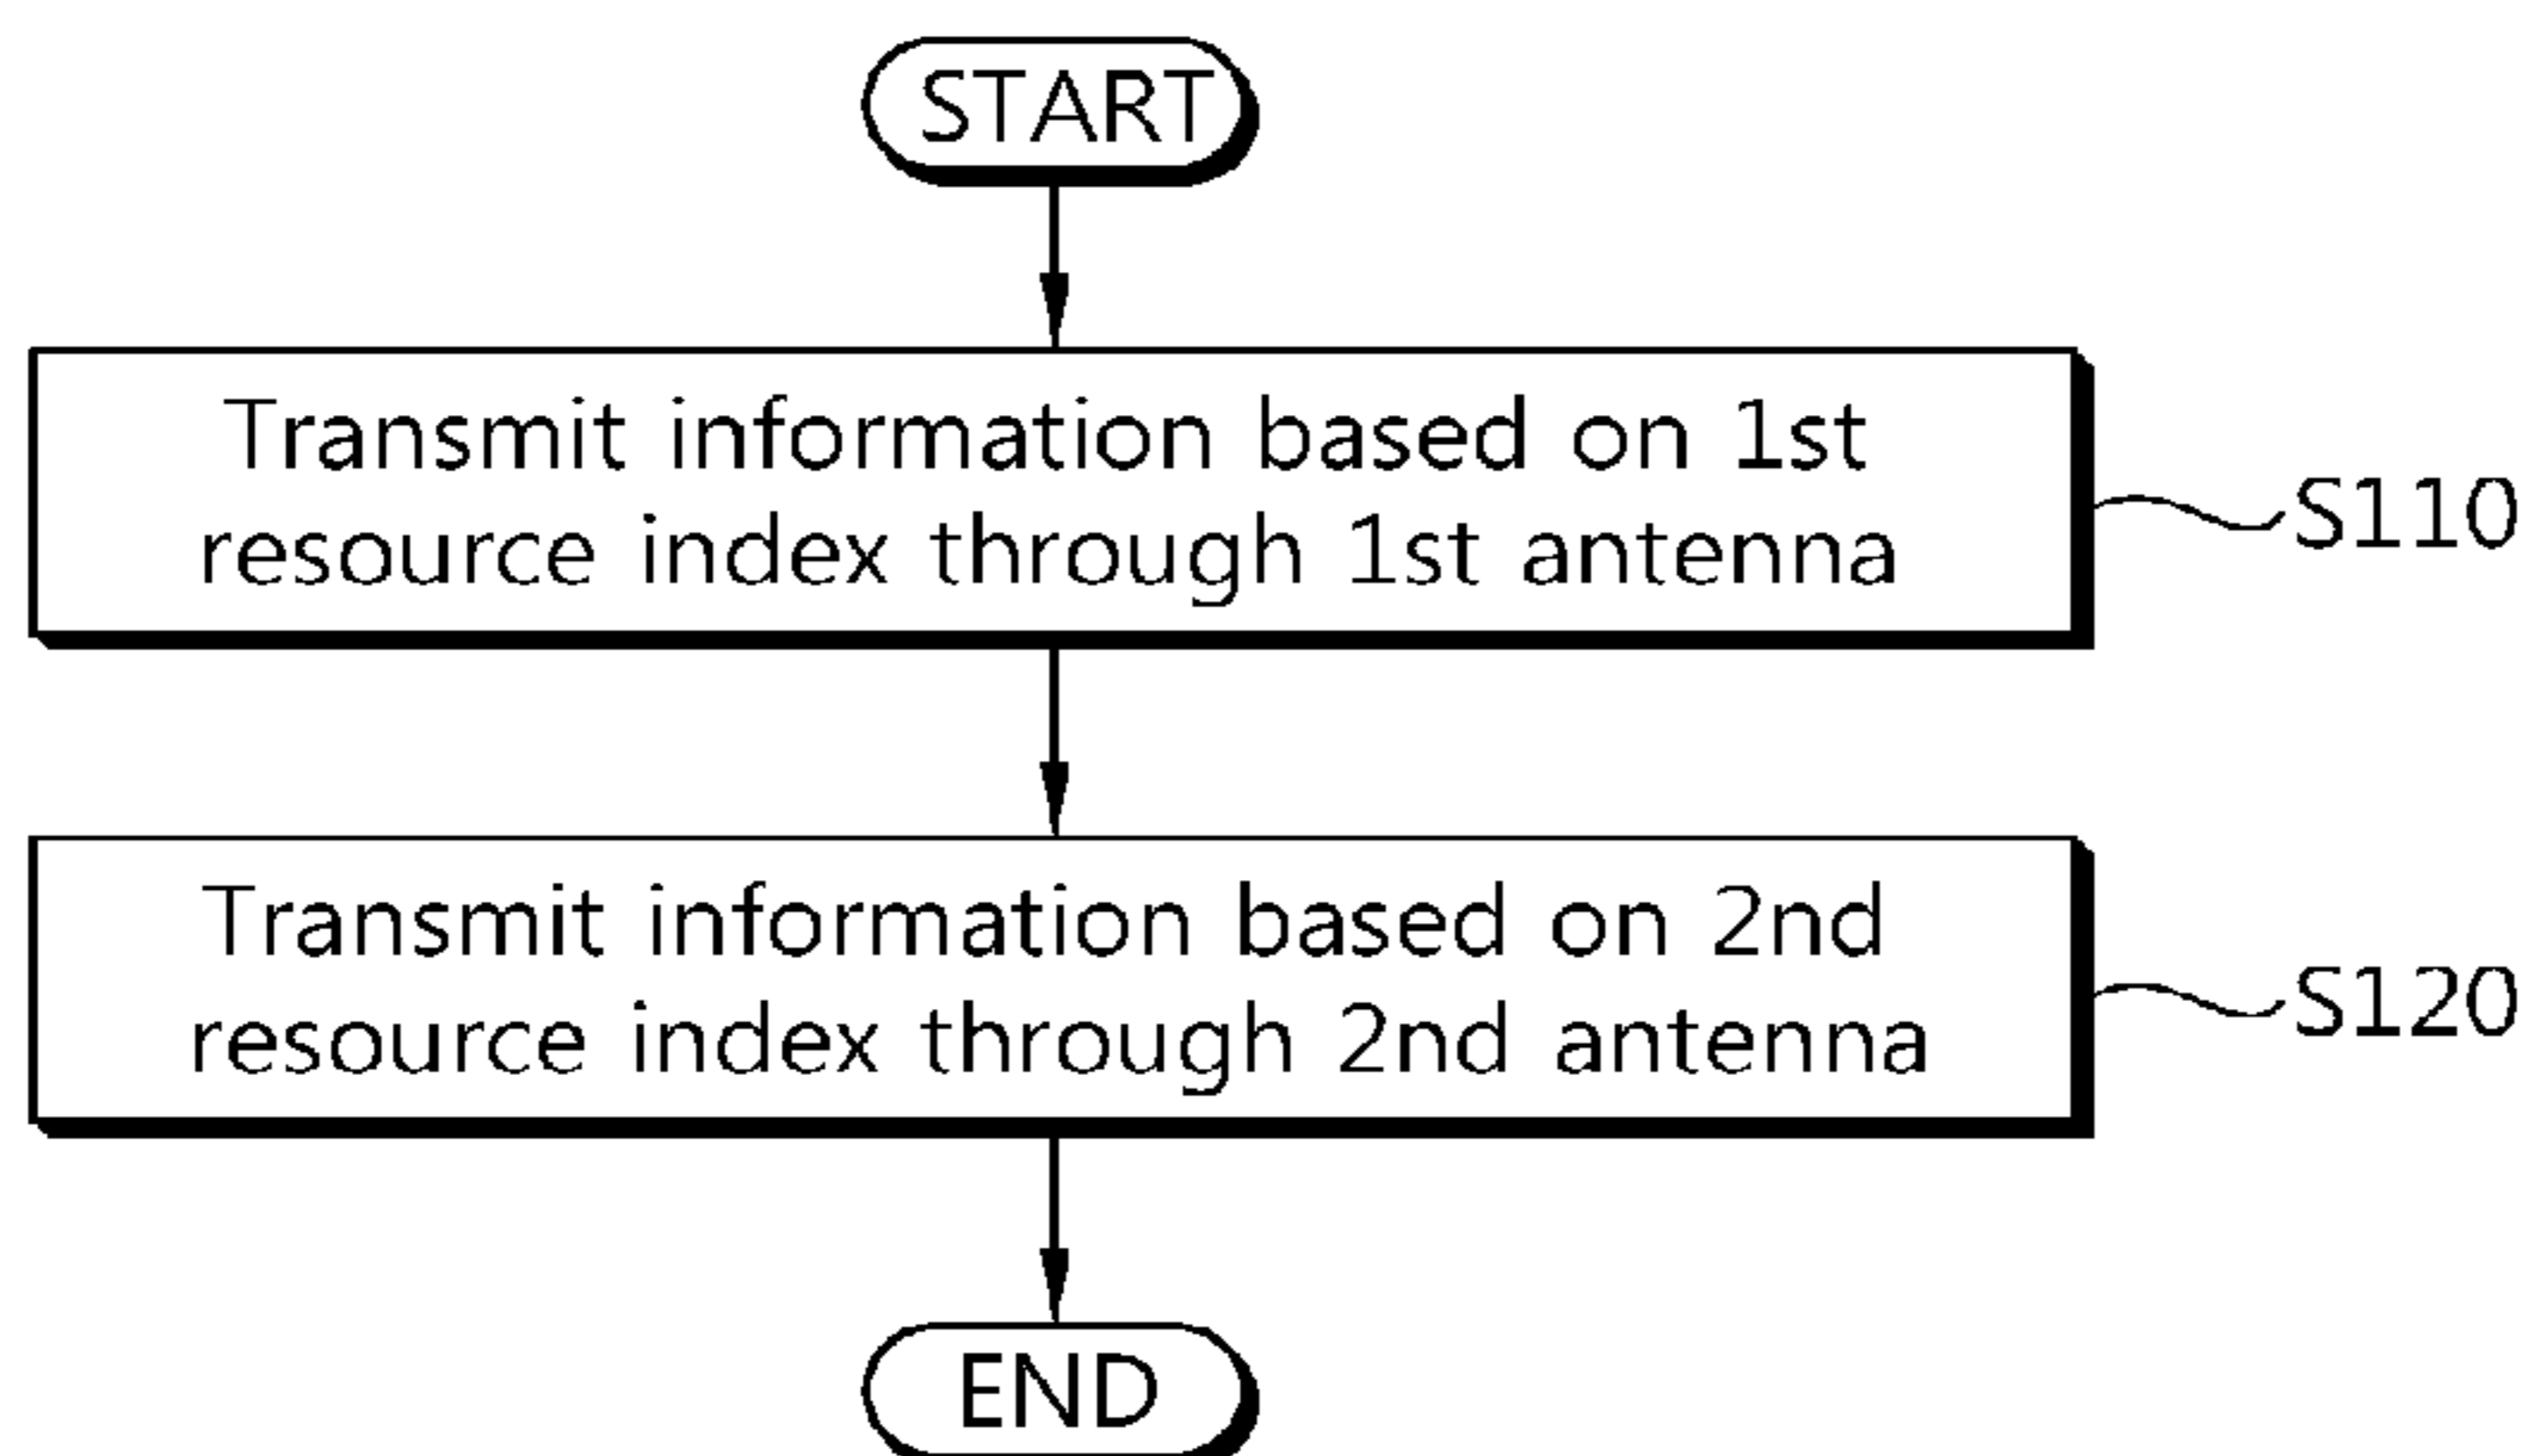 START
Transmit information based on 1st
resource index through 1st antenna
S110
Transmit information based on 2nd
resource index through 2nd antenna
S120
END